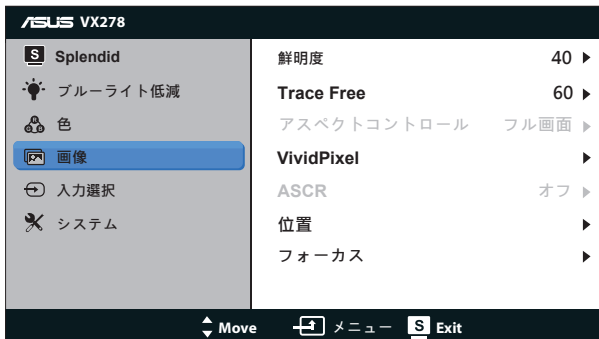 ASUS VX278
S Splendid
ブルーライト低減
色
画像
入力選択
システム
鮮明度 40
Trace Free 60
アスペクトコントロール フル画面
VividPixel
ASCR オフ
位置
フォーカス
Move メニュー S Exit